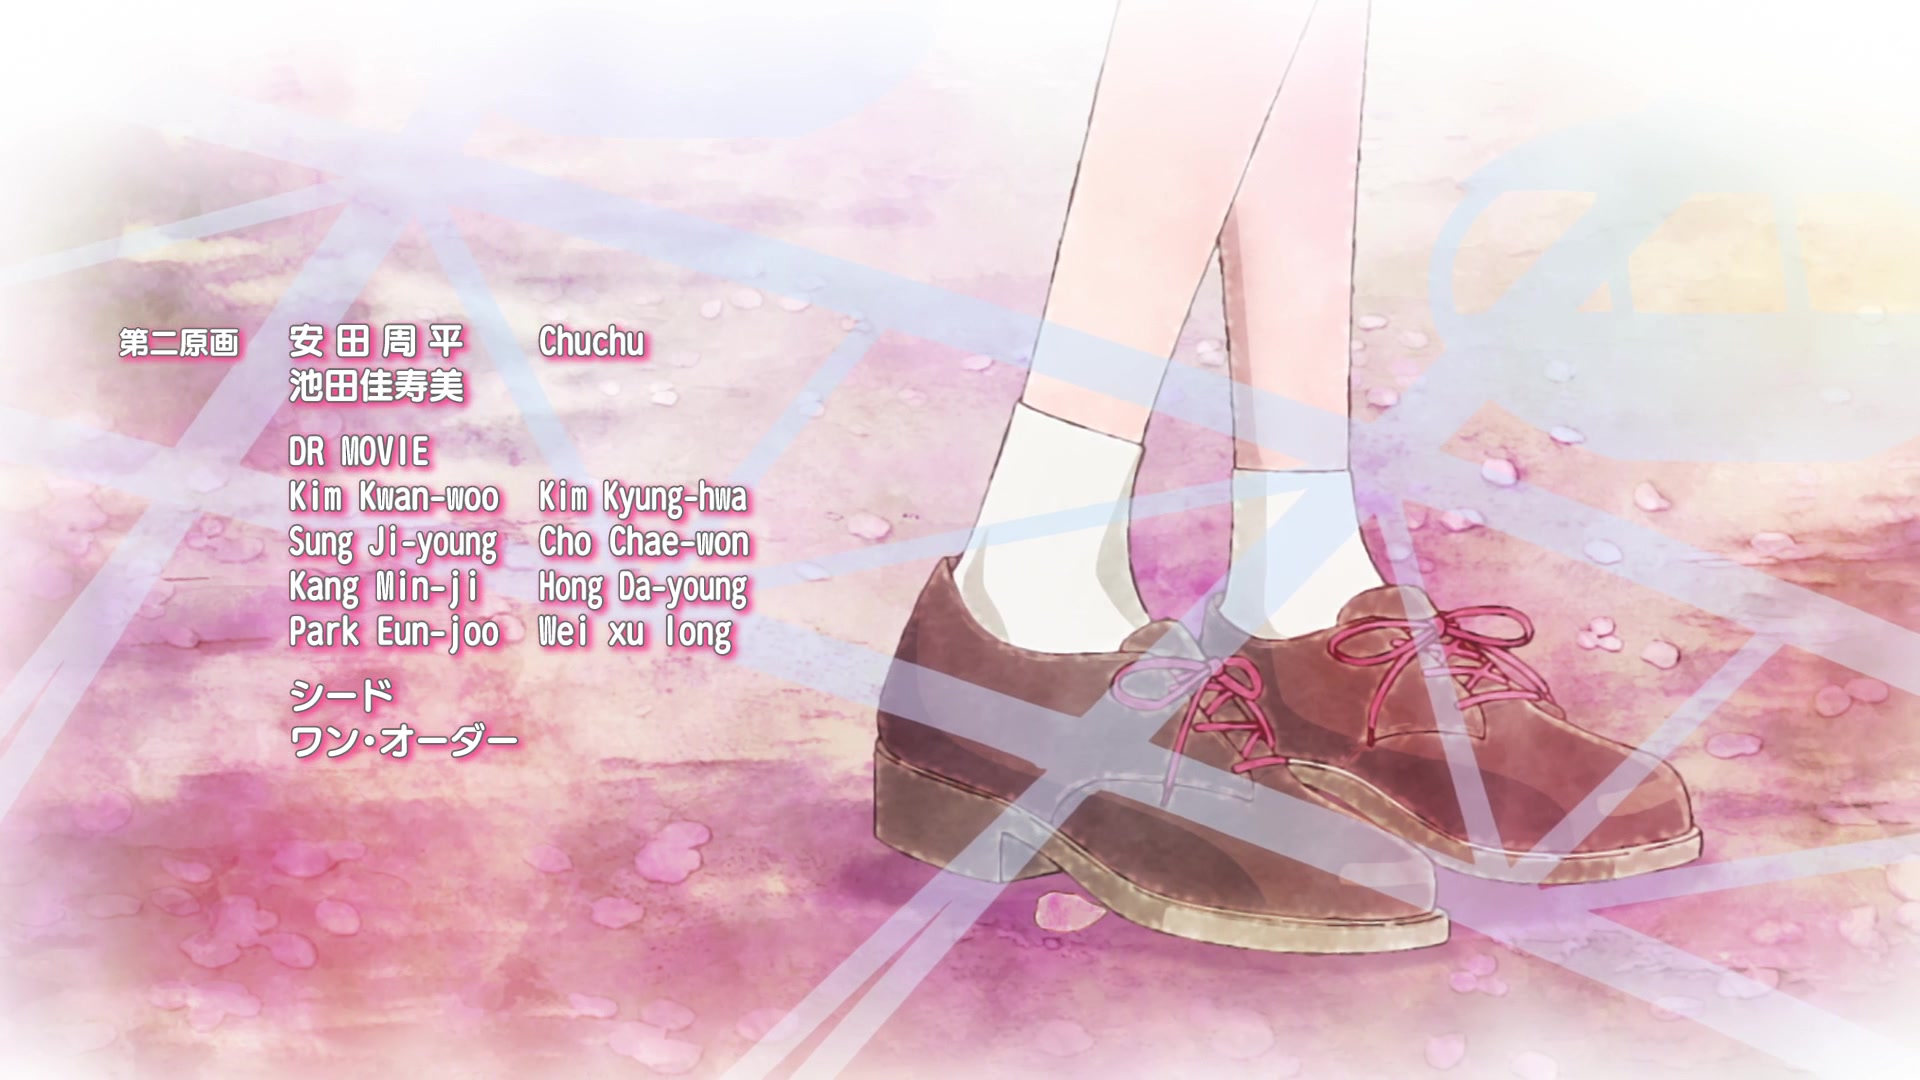 第二原画 安田周平 Chuchu
池田佳寿美
DR MOVIE
Kim Kwan-woo Kim Kyung-hwa
Sung Ji-young Cho Chae-won
Kang Min-ji Hong Da-young
Park Eun-joo Wei xu long
シード
ワン・オーダー